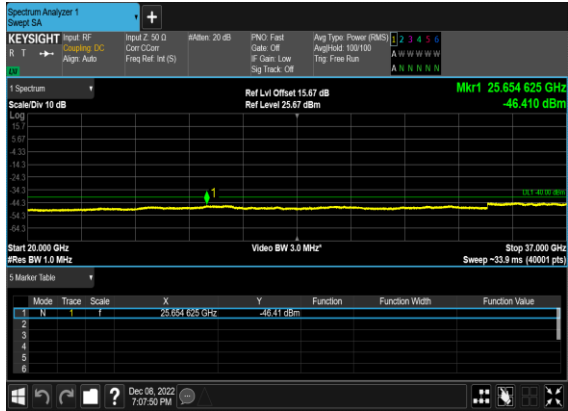 Spectrum Analyzer 1
Swept SA
+
KEYSIGHT Input: RF Input Z: 50 Ω #Atten: 20 dB PNO: Fast Avg Type: Power (RMS) 1 2 3 4 5 6
R T Coupling: DC Corr CCorr Gate: Off Avg|Hold: 100/100 A W W W W W
Align: Auto Freq Ref: Int (S) IF Gain: Low Trig: Free Run
Sig Track: Off A N N N N N
LU
1 Spectrum
Ref Lvl Offset 15.67 dB Mkr1 25.654 625 GHz
Scale/Div 10 dB Ref Level 25.67 dBm -46.410 dBm
Log
15.7
5.67
-4.33
-14.3
-24.3
-34.3 1 DL1 -40.00 dBm
-44.3
-54.3
-64.3
Start 20.000 GHz Video BW 3.0 MHz* Stop 37.000 GHz
#Res BW 1.0 MHz Sweep ~33.9 ms (40001 pts)
5 Marker Table
Mode Trace Scale X Y Function Function Width Function Value
1 N 1 f 25.654 625 GHz -46.41 dBm
2
3
4
5
6
? Dec 08, 2022
7:07:50 PM